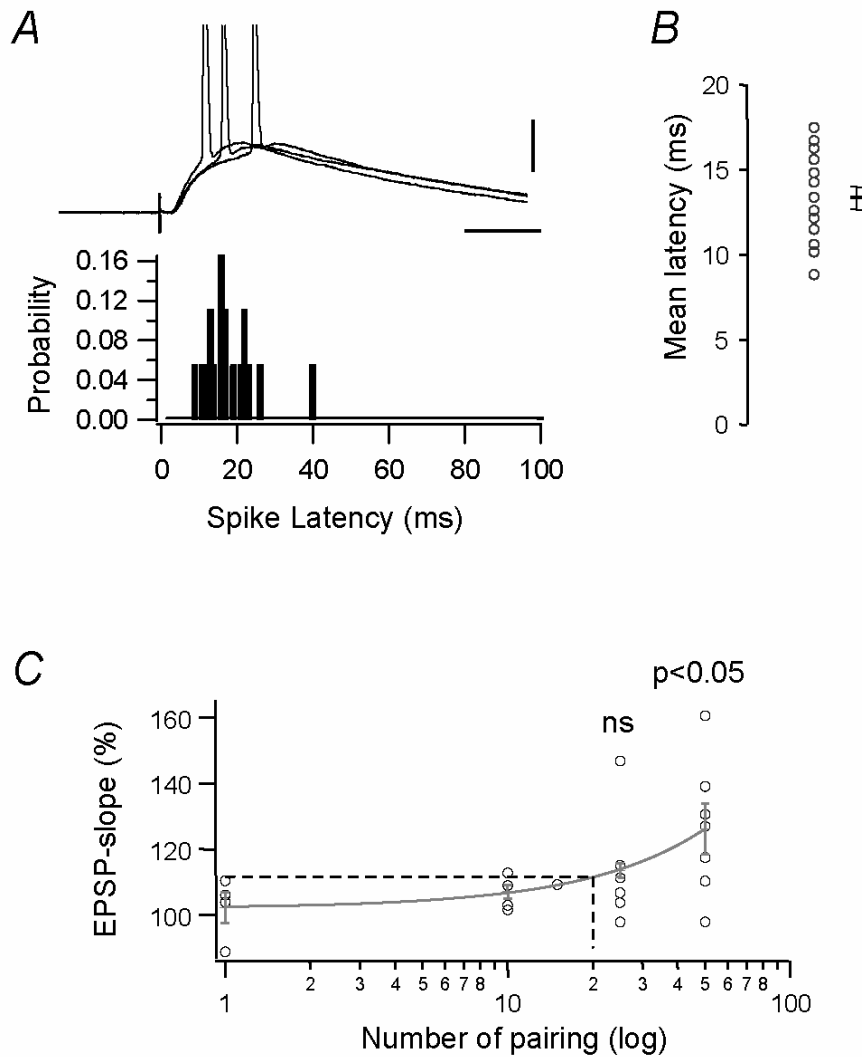 A
B
0.16
0.12
0.08
0.04
0.00
Probability
0 20 40 60 80 100
Spike Latency (ms)
20
15
10
5
0
Mean latency (ms)
C
p<0.05
ns
160
140
120
100
EPSP-slope (%)
2 3 4 5 6 7 8 2 3 4 5 6 7 8
1 10 100
Number of pairing (log)